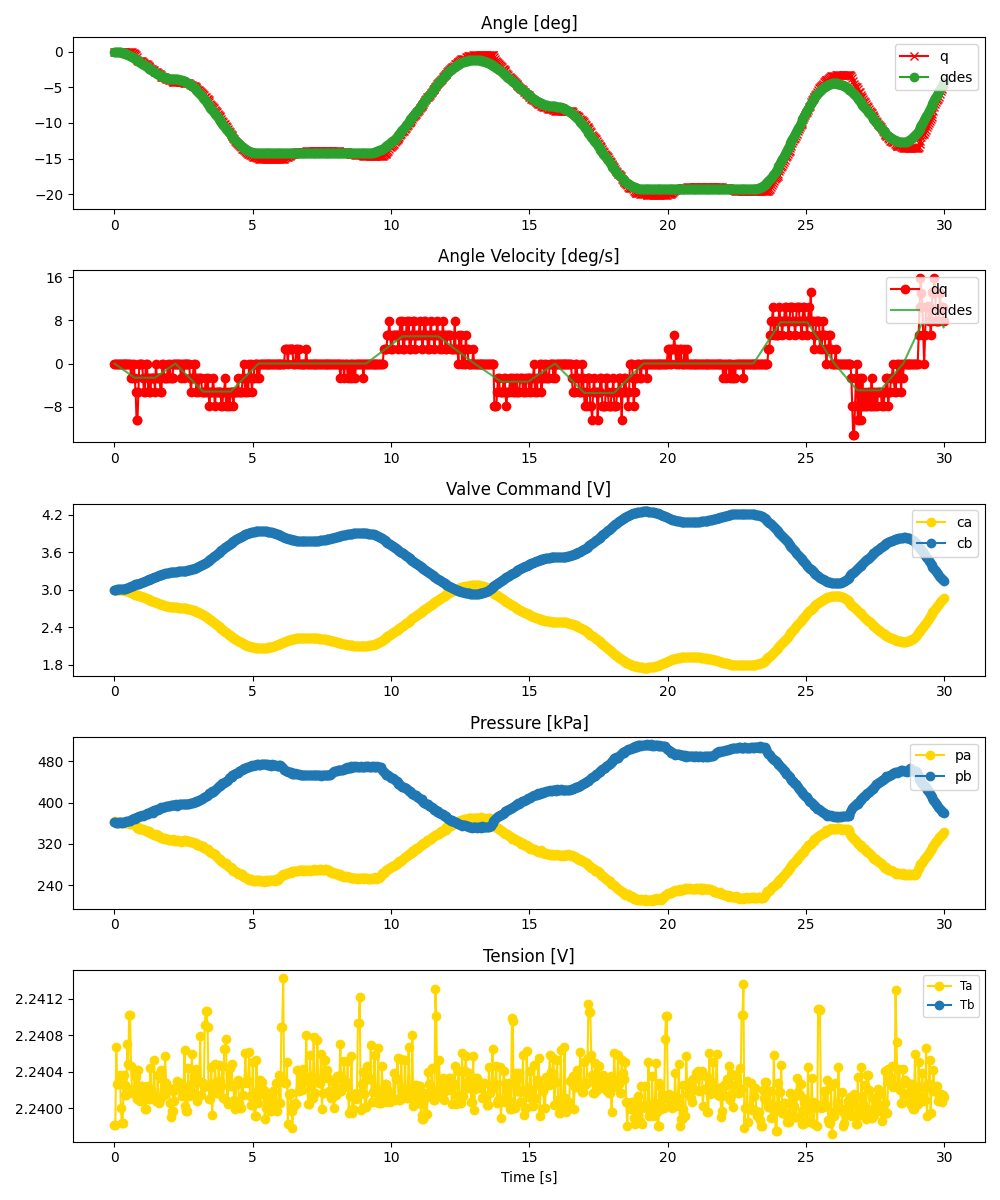 Angle [deg]
q
qdes
0
−5
−10
−15
−20
0 5 10 15 20 25 30
Angle Velocity [deg/s]
dq
dqdes
16
8
0
−8
0 5 10 15 20 25 30
Valve Command [V]
ca
cb
4.2
3.6
3.0
2.4
1.8
0 5 10 15 20 25 30
Pressure [kPa]
pa
pb
480
400
320
240
0 5 10 15 20 25 30
Tension [V]
Ta
Tb
2.2412
2.2408
2.2404
2.2400
0 5 10 15 20 25 30
Time [s]